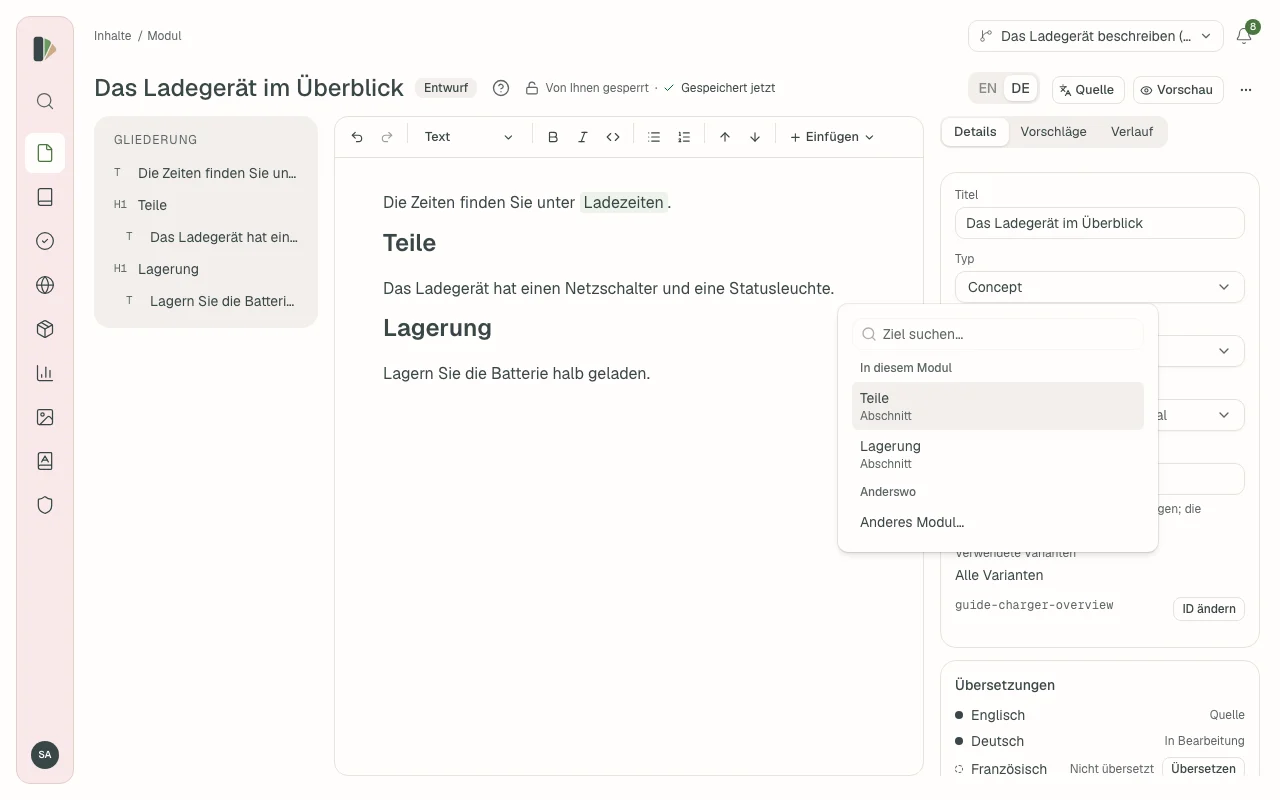 Inhalte / Modul
Das Ladegerät beschreiben (…
8
Das Ladegerät im Überblick
Entwurf
Von Ihnen gesperrt · Gespeichert jetzt
EN DE
Quelle
Vorschau
GLIEDERUNG
T Die Zeiten finden Sie un…
H1 Teile
T Das Ladegerät hat ein…
H1 Lagerung
T Lagern Sie die Batteri…
Text
Einfügen
Die Zeiten finden Sie unter Ladezeiten.
Teile
Das Ladegerät hat einen Netzschalter und eine Statusleuchte.
Lagerung
Lagern Sie die Batterie halb geladen.
Details Vorschläge Verlauf
Titel
Das Ladegerät im Überblick
Typ
Concept
Ziel suchen…
In diesem Modul
Teile
Abschnitt
Lagerung
Abschnitt
Anderswo
Anderes Modul…
al
gen; die
Verwendete Varianten
Alle Varianten
guide-charger-overview
ID ändern
Übersetzungen
Englisch Quelle
Deutsch In Bearbeitung
Französisch Nicht übersetzt Übersetzen
SA